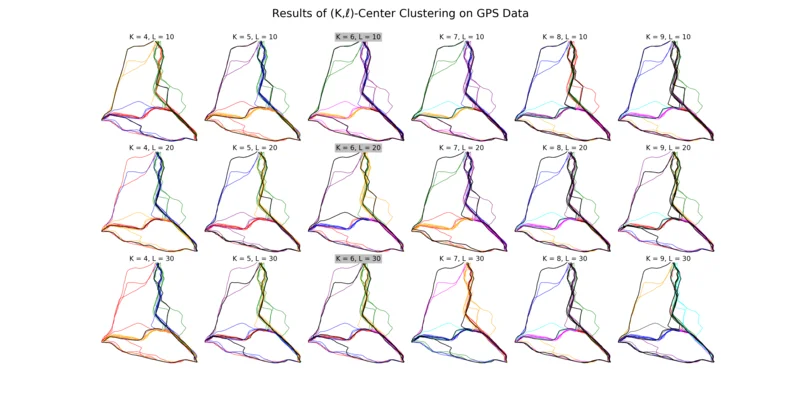 Results of (K,ℓ)-Center Clustering on GPS Data
K = 4, L = 10 K = 5, L = 10 K = 6, L = 10 K = 7, L = 10 K = 8, L = 10 K = 9, L = 10
K = 4, L = 20 K = 5, L = 20 K = 6, L = 20 K = 7, L = 20 K = 8, L = 20 K = 9, L = 20
K = 4, L = 30 K = 5, L = 30 K = 6, L = 30 K = 7, L = 30 K = 8, L = 30 K = 9, L = 30